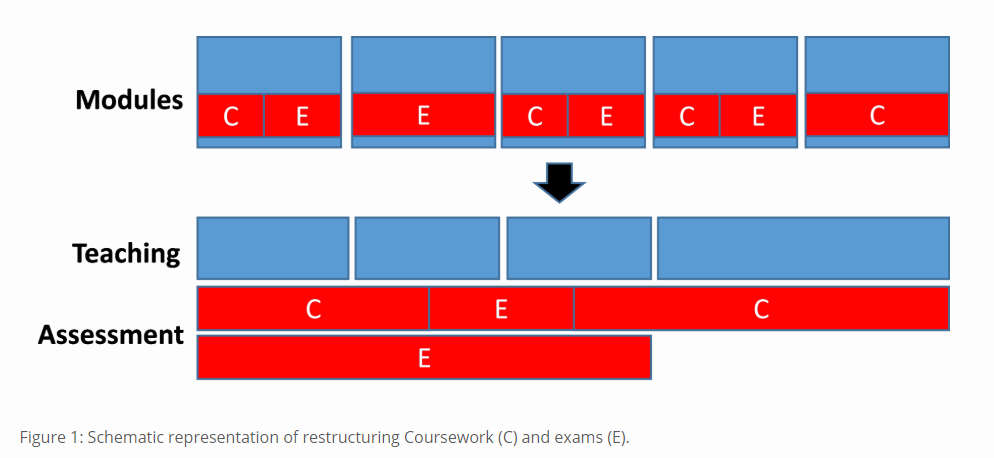 Modules
C E E C E C E C
Teaching
C E C
Assessment
E
Figure 1: Schematic representation of restructuring Coursework (C) and exams (E).